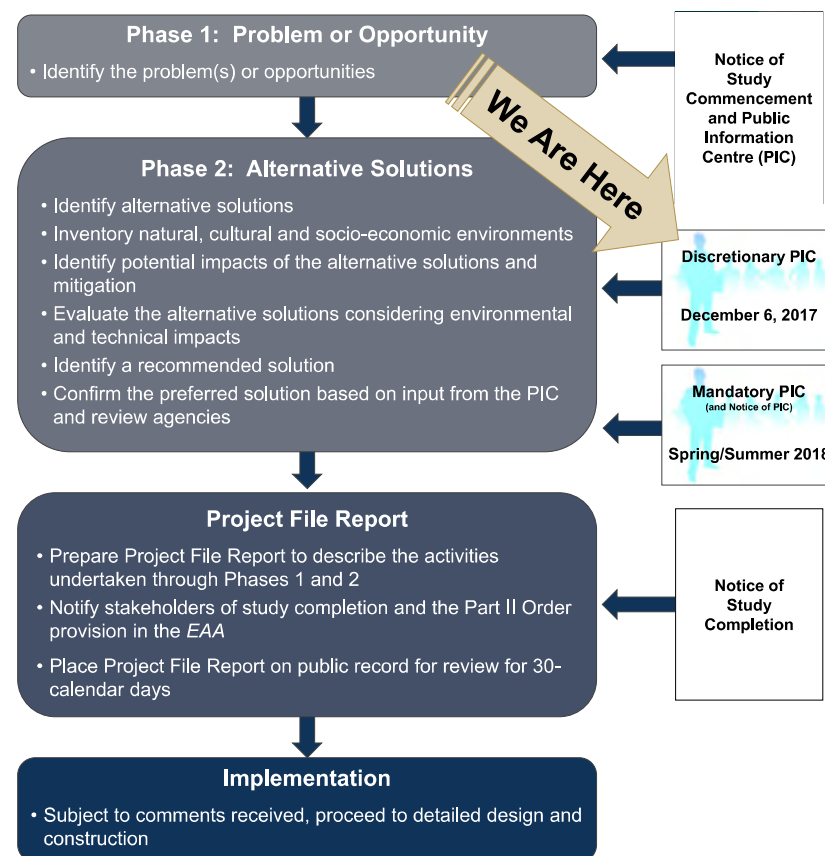 Phase 1:  Problem or Opportunity
• Identify the problem(s) or opportunities
Notice of
Study
Commencement
and Public
Information
Centre (PIC)
We Are Here
Phase 2:  Alternative Solutions
• Identify alternative solutions
• Inventory natural, cultural and socio-economic environments
• Identify potential impacts of the alternative solutions and
mitigation
• Evaluate the alternative solutions considering environmental
and technical impacts
• Identify a recommended solution
• Confirm the preferred solution based on input from the PIC
and review agencies
Discretionary PIC
December 6, 2017
Mandatory PIC
(and Notice of PIC)
Spring/Summer 2018
Project File Report
• Prepare Project File Report to describe the activities
undertaken through Phases 1 and 2
• Notify stakeholders of study completion and the Part II Order
provision in the EAA
• Place Project File Report on public record for review for 30-
calendar days
Notice of
Study
Completion
Implementation
• Subject to comments received, proceed to detailed design and
construction